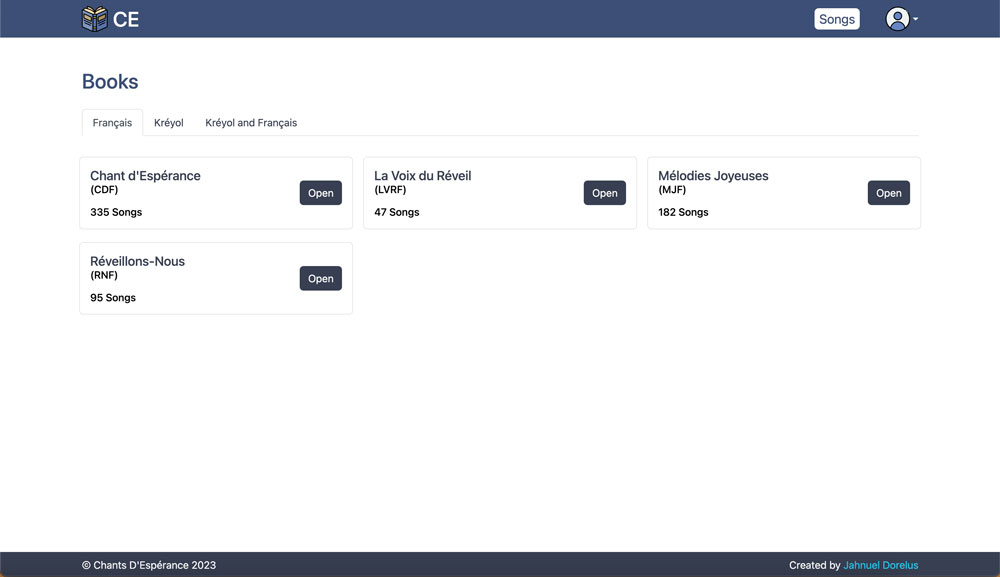 CE
Songs
Books
Français
Kréyol
Kréyol and Français
Chant d'Espérance
(CDF)
335 Songs
Open
La Voix du Réveil
(LVRF)
47 Songs
Open
Mélodies Joyeuses
(MJF)
182 Songs
Open
Réveillons-Nous
(RNF)
95 Songs
Open
© Chants D'Espérance 2023
Created by Jahnuel Dorelus